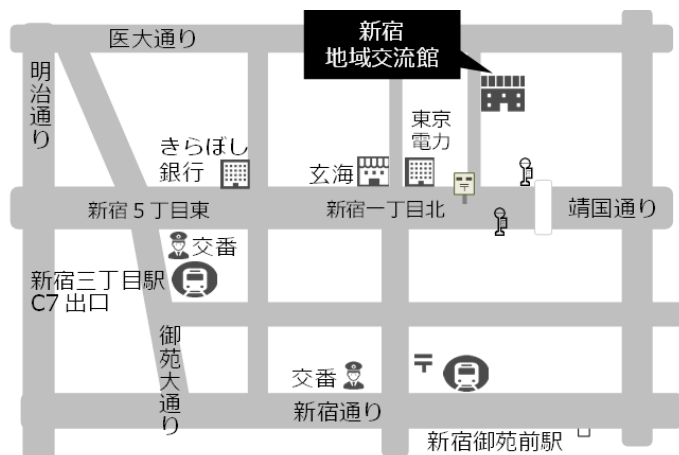 新宿
地域交流館
医大通り
明治通り
東京
電力
きらぼし
銀行
玄海
新宿5丁目東
新宿一丁目北
靖国通り
交番
新宿三丁目駅
C7出口
御苑大通り
交番
〒
新宿通り
新宿御苑前駅